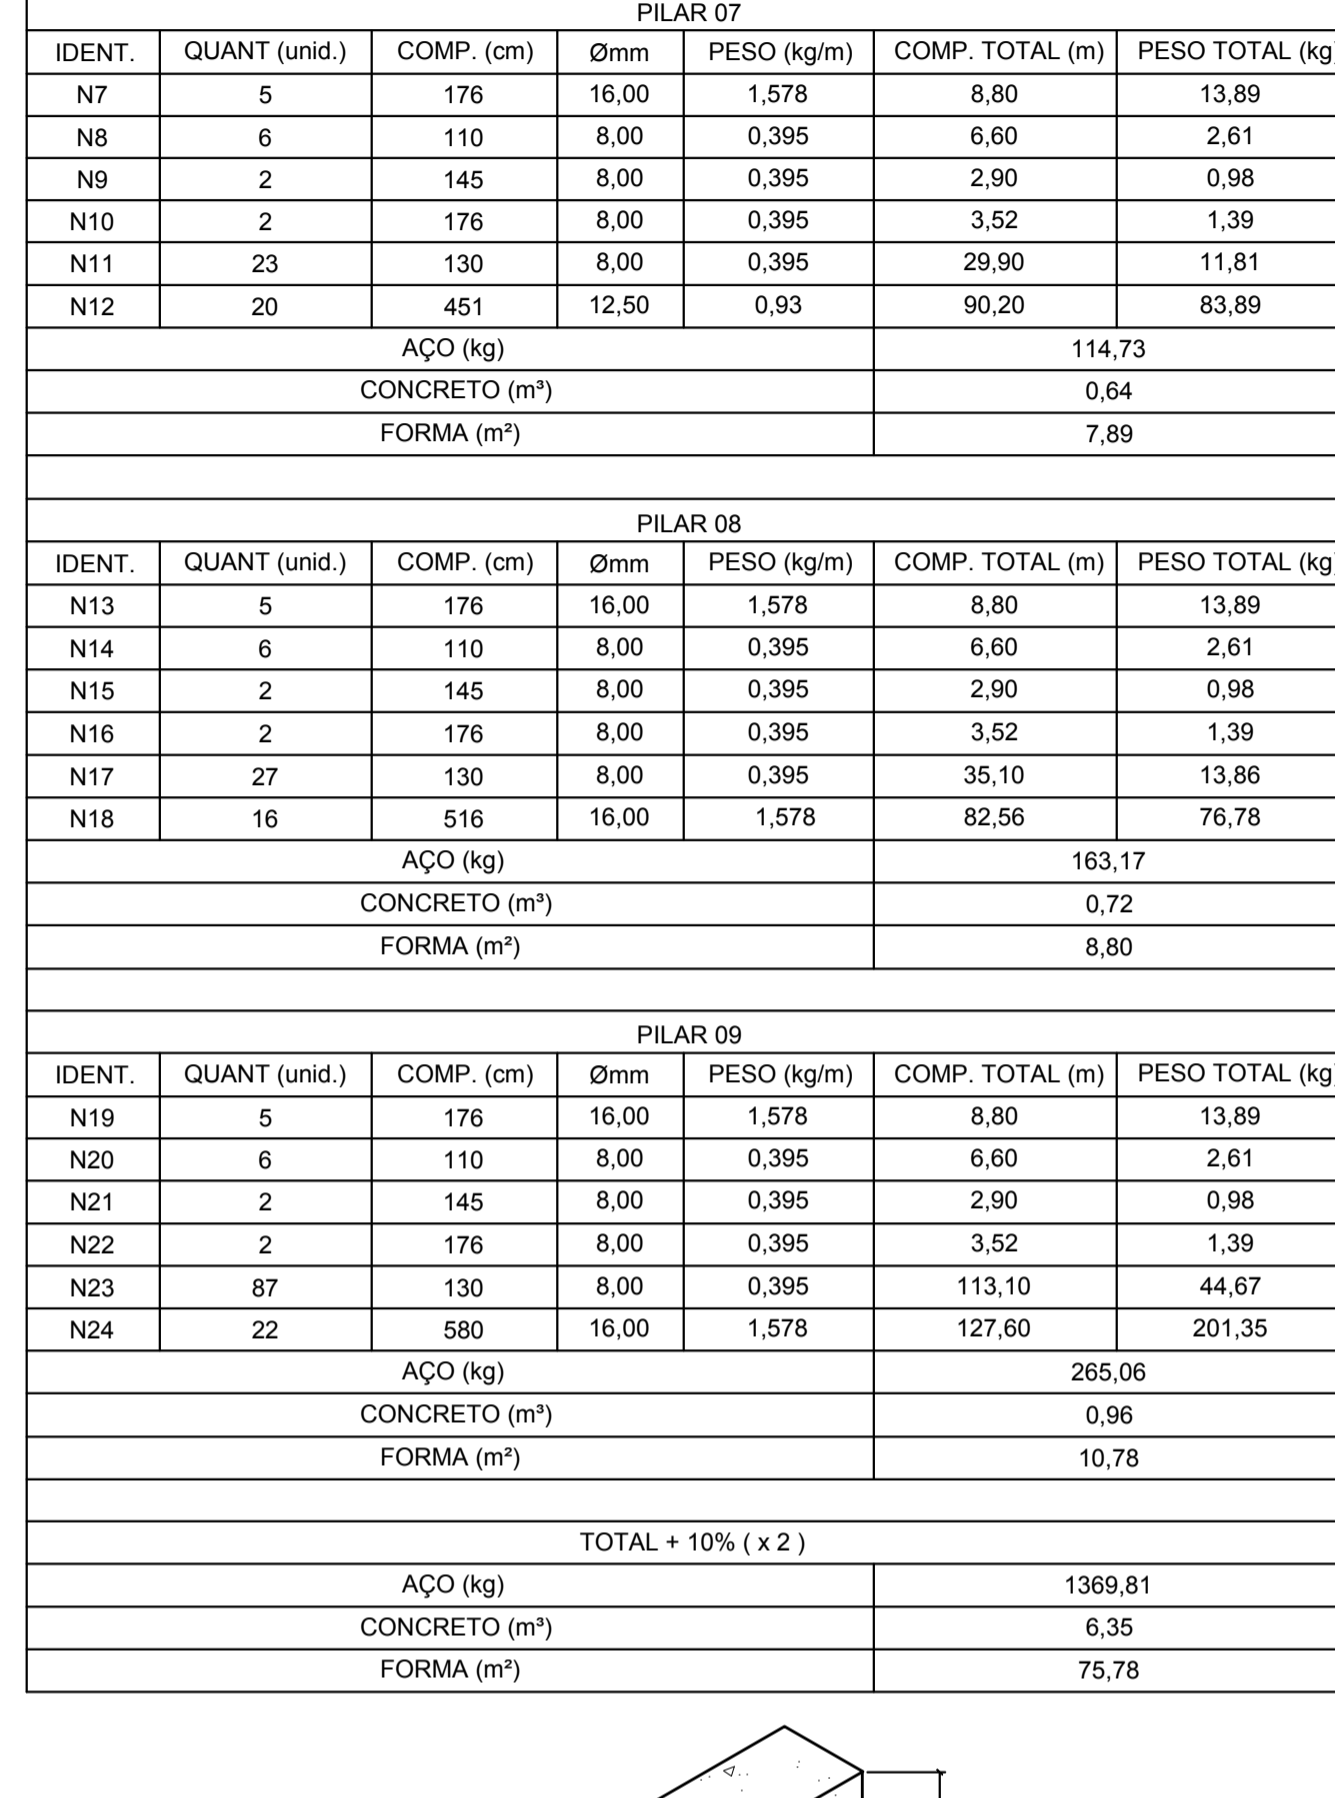 PILAR 07
IDENT. QUANT (unid.) COMP. (cm) Ømm PESO (kg/m) COMP. TOTAL (m) PESO TOTAL (kg)
N7 5 176 16,00 1,578 8,80 13,89
N8 6 110 8,00 0,395 6,60 2,61
N9 2 145 8,00 0,395 2,90 0,98
N10 2 176 8,00 0,395 3,52 1,39
N11 23 130 8,00 0,395 29,90 11,81
N12 20 451 12,50 0,93 90,20 83,89
AÇO (kg) 114,73
CONCRETO (m³) 0,64
FORMA (m²) 7,89
PILAR 08
IDENT. QUANT (unid.) COMP. (cm) Ømm PESO (kg/m) COMP. TOTAL (m) PESO TOTAL (kg)
N13 5 176 16,00 1,578 8,80 13,89
N14 6 110 8,00 0,395 6,60 2,61
N15 2 145 8,00 0,395 2,90 0,98
N16 2 176 8,00 0,395 3,52 1,39
N17 27 130 8,00 0,395 35,10 13,86
N18 16 516 16,00 1,578 82,56 76,78
AÇO (kg) 163,17
CONCRETO (m³) 0,72
FORMA (m²) 8,80
PILAR 09
IDENT. QUANT (unid.) COMP. (cm) Ømm PESO (kg/m) COMP. TOTAL (m) PESO TOTAL (kg)
N19 5 176 16,00 1,578 8,80 13,89
N20 6 110 8,00 0,395 6,60 2,61
N21 2 145 8,00 0,395 2,90 0,98
N22 2 176 8,00 0,395 3,52 1,39
N23 87 130 8,00 0,395 113,10 44,67
N24 22 580 16,00 1,578 127,60 201,35
AÇO (kg) 265,06
CONCRETO (m³) 0,96
FORMA (m²) 10,78
TOTAL + 10% ( x 2 )
AÇO (kg) 1369,81
CONCRETO (m³) 6,35
FORMA (m²) 75,78